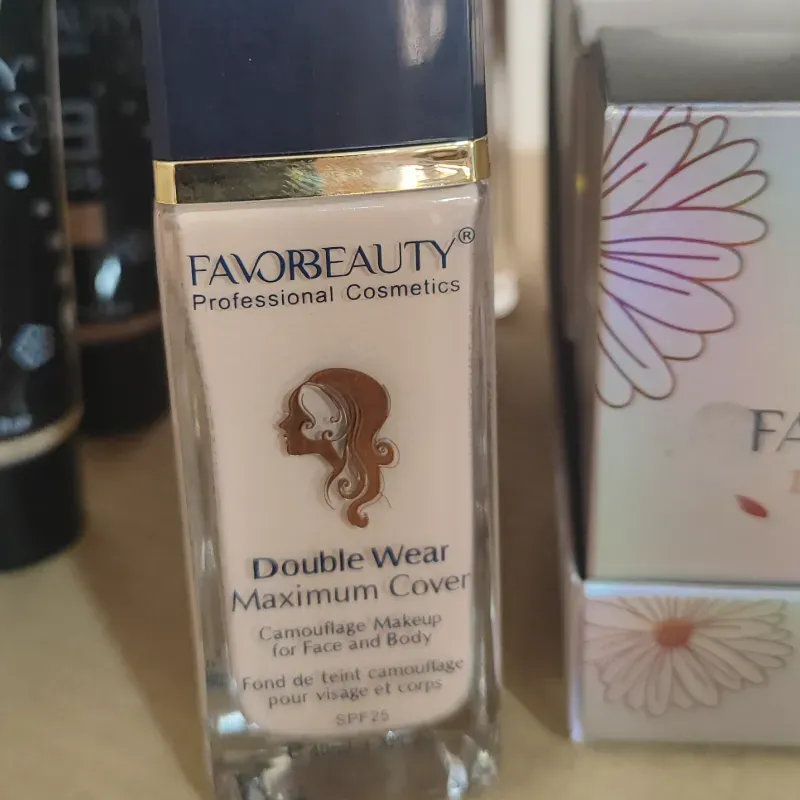 FAVORBEAUTY®
Professional Cosmetics
Double Wear
Maximum Cover
Camouflage Makeup
for Face and Body
Fond de teint camouflage
pour visage et corps
SPF25
FA